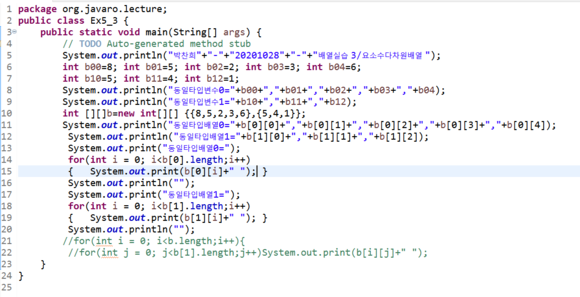 1 package org.javaro.lecture;
2 public class Ex5_3 {
3 public static void main(String[] args) {
4 // TODO Auto-generated method stub
5 System.out.println("박찬희"+"-"+"20201028"+"-"+"배열실습 3/요소수다차원배열 ");
6 int b00=8; int b01=5; int b02=2; int b03=3; int b04=6;
7 int b10=5; int b11=4; int b12=1;
8 System.out.println("동일타입변수0="+b00+","+b01+","+b02+","+b03+","+b04);
9 System.out.println("동일타입변수1="+b10+","+b11+","+b12);
10 int [][]b=new int[][] {{8,5,2,3,6},{5,4,1}};
11 System.out.println("동일타입배열0="+b[0][0]+","+b[0][1]+","+b[0][2]+","+b[0][3]+","+b[0][4]);
12 System.out.println("동일타입배열1="+b[1][0]+","+b[1][1]+","+b[1][2]);
13 System.out.print("동일타입배열0=");
14 for(int i = 0; i<b[0].length;i++)
15 { System.out.print(b[0][i]+" "); }
16 System.out.println("");
17 System.out.print("동일타입배열1=");
18 for(int i = 0; i<b[1].length;i++)
19 { System.out.print(b[1][i]+" "); }
20 System.out.println("");
21 //for(int i = 0; i<b.length;i++){
22 //for(int j = 0; j<b[1].length;j++)System.out.print(b[i][j]+" ");
23 }
24 }
25